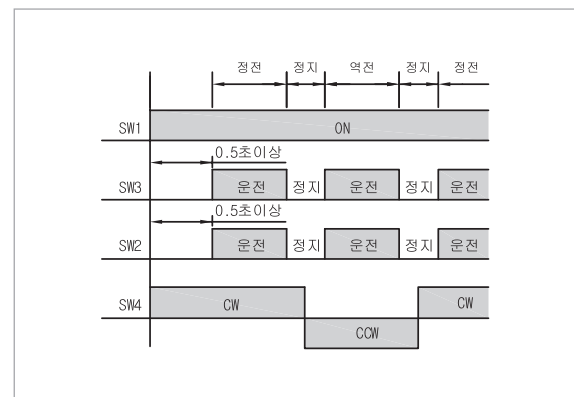 정전 정지 역전 정지 정전
SW1 ON
0.5초이상
SW3 운전 정지 운전 정지 운전
0.5초이상
SW2 운전 정지 운전 정지 운전
SW4 CW CW
CCW